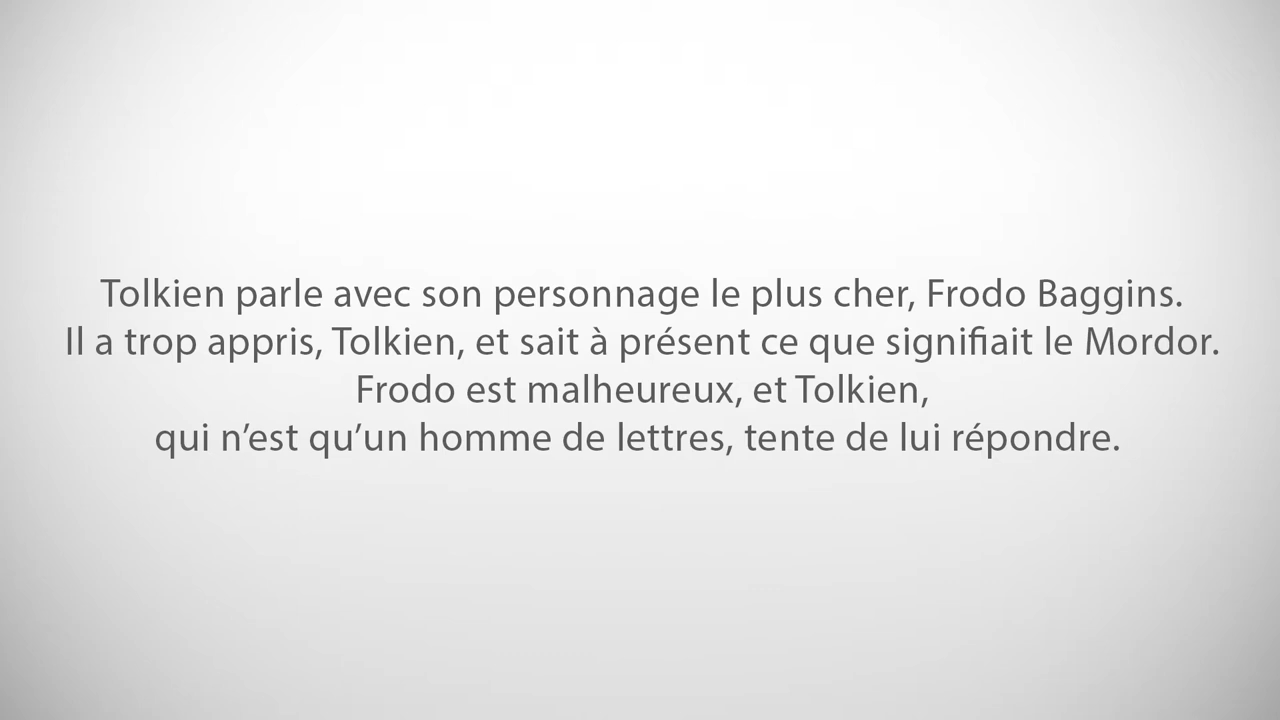 Tolkien parle avec son personnage le plus cher, Frodo Baggins.
Il a trop appris, Tolkien, et sait à présent ce que signifiait le Mordor.
Frodo est malheureux, et Tolkien,
qui n’est qu’un homme de lettres, tente de lui répondre.